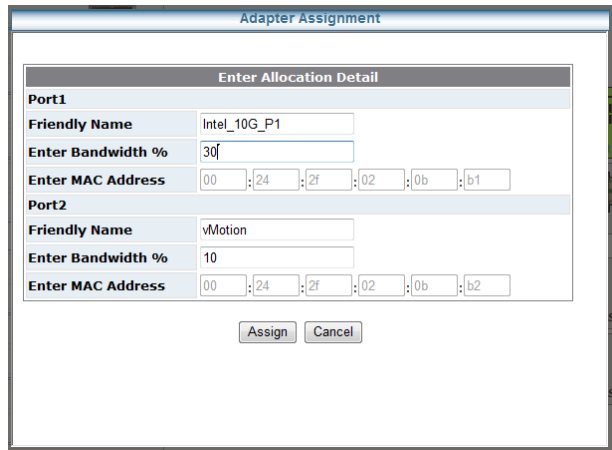 Adapter Assignment
Enter Allocation Detail
Port1
Friendly Name Intel_10G_P1
Enter Bandwidth % 30
Enter MAC Address 00 : 24 : 2f : 02 : 0b : b1
Port2
Friendly Name vMotion
Enter Bandwidth % 10
Enter MAC Address 00 : 24 : 2f : 02 : 0b : b2
Assign Cancel